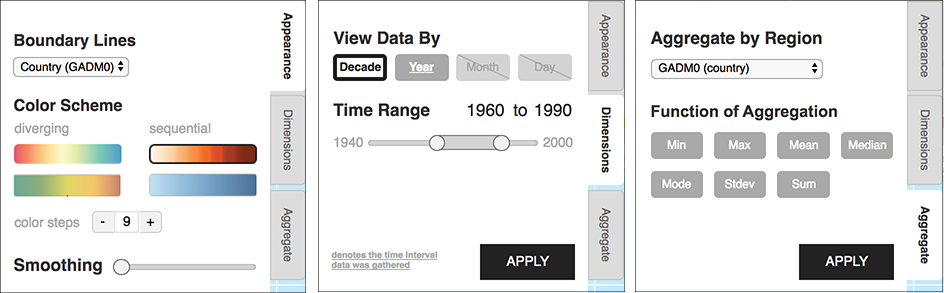 Boundary Lines
Country (GADM0)
Color Scheme
diverging sequential
color steps - 9 +
Smoothing
Appearance
Dimensions
Aggregate
View Data By
Decade Year Month Day
Time Range 1960 to 1990
1940 2000
denotes the time interval
data was gathered
APPLY
Appearance
Dimensions
Aggregate
Aggregate by Region
GADM0 (country)
Function of Aggregation
Min Max Mean Median
Mode Stdev Sum
APPLY
Appearance
Dimensions
Aggregate